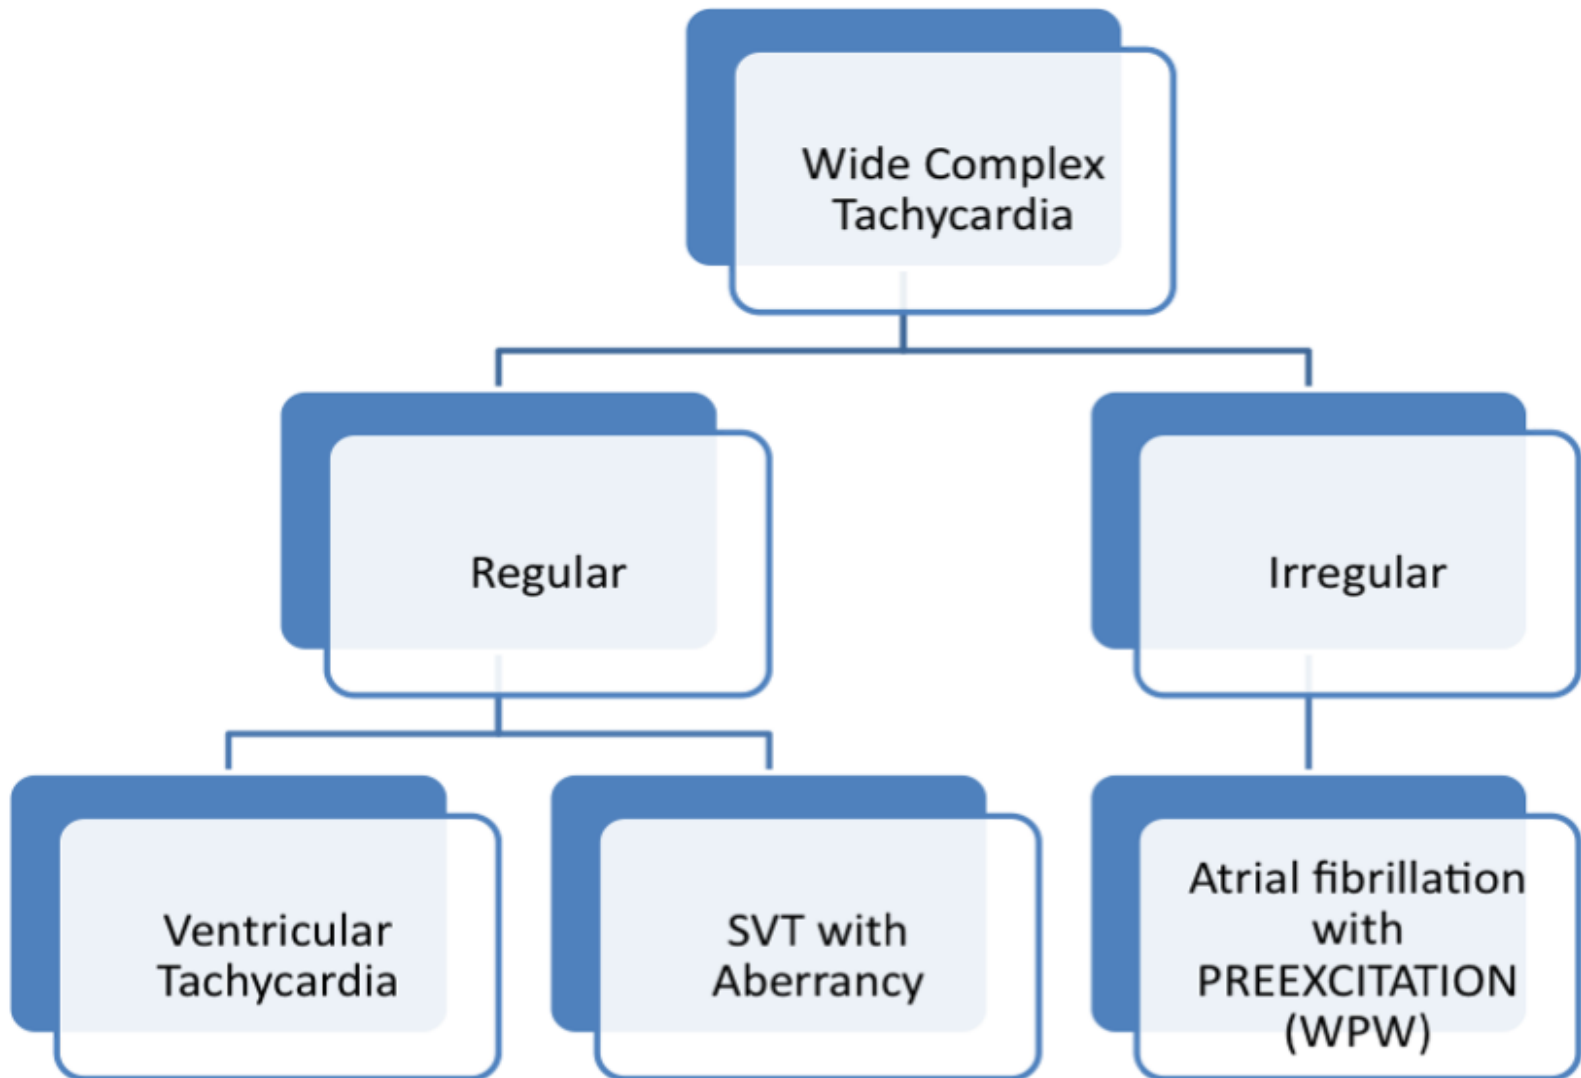 Wide Complex
Tachycardia
Regular
Irregular
Ventricular
Tachycardia
SVT with
Aberrancy
Atrial fibrillation
with
PREEXCITATION
(WPW)